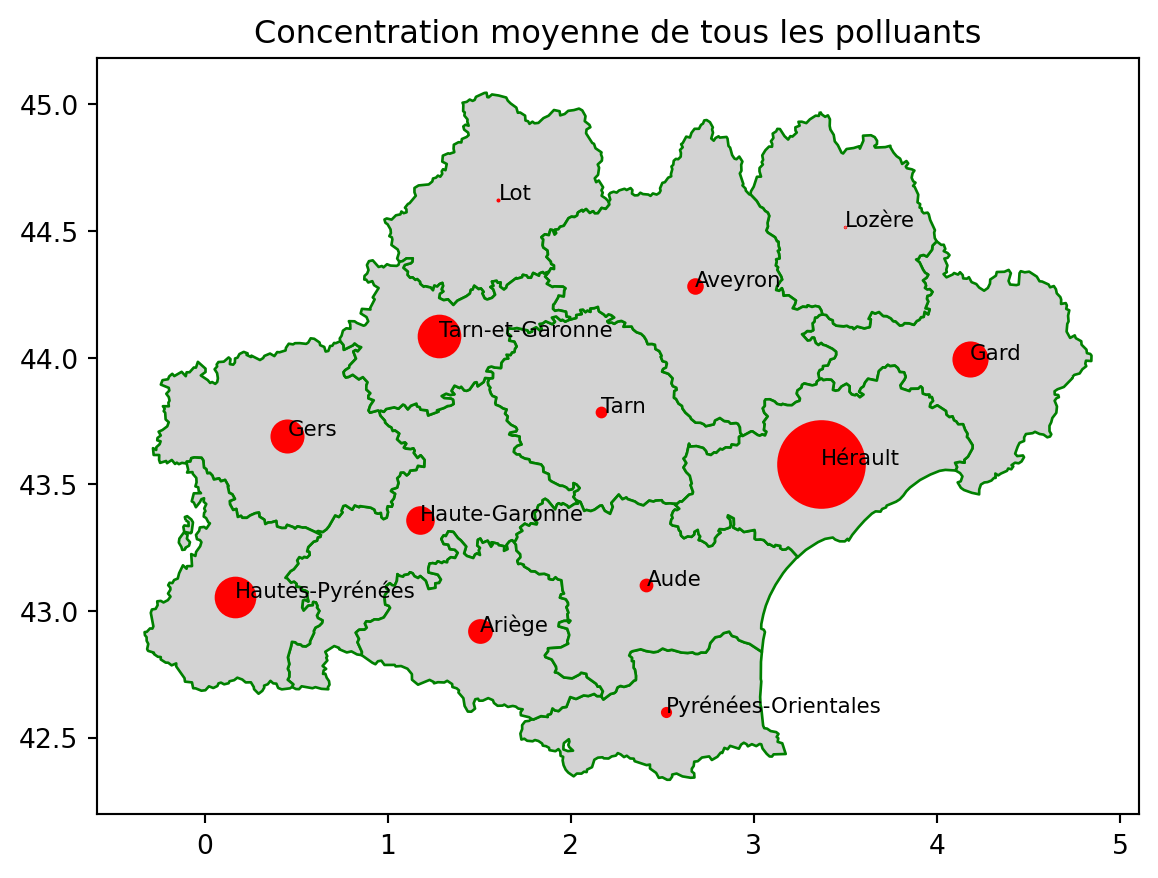 Concentration moyenne de tous les polluants
45.0
44.5
44.0
43.5
43.0
42.5
Lot
Lozère
Aveyron
Tarn-et-Garonne
Gard
Tarn
Gers
Hérault
Haute-Garonne
Aude
Hautes-Pyrénées
Ariège
Pyrénées-Orientales
0 1 2 3 4 5